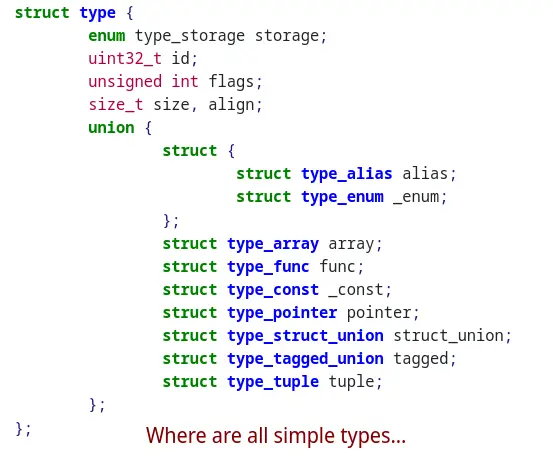 struct type {
        enum type_storage storage;
        uint32_t id;
        unsigned int flags;
        size_t size, align;
        union {
                struct {
                        struct type_alias alias;
                        struct type_enum _enum;
                };
                struct type_array array;
                struct type_func func;
                struct type_const _const;
                struct type_pointer pointer;
                struct type_struct_union struct_union;
                struct type_tagged_union tagged;
                struct type_tuple tuple;
        };
};
Where are all simple types...